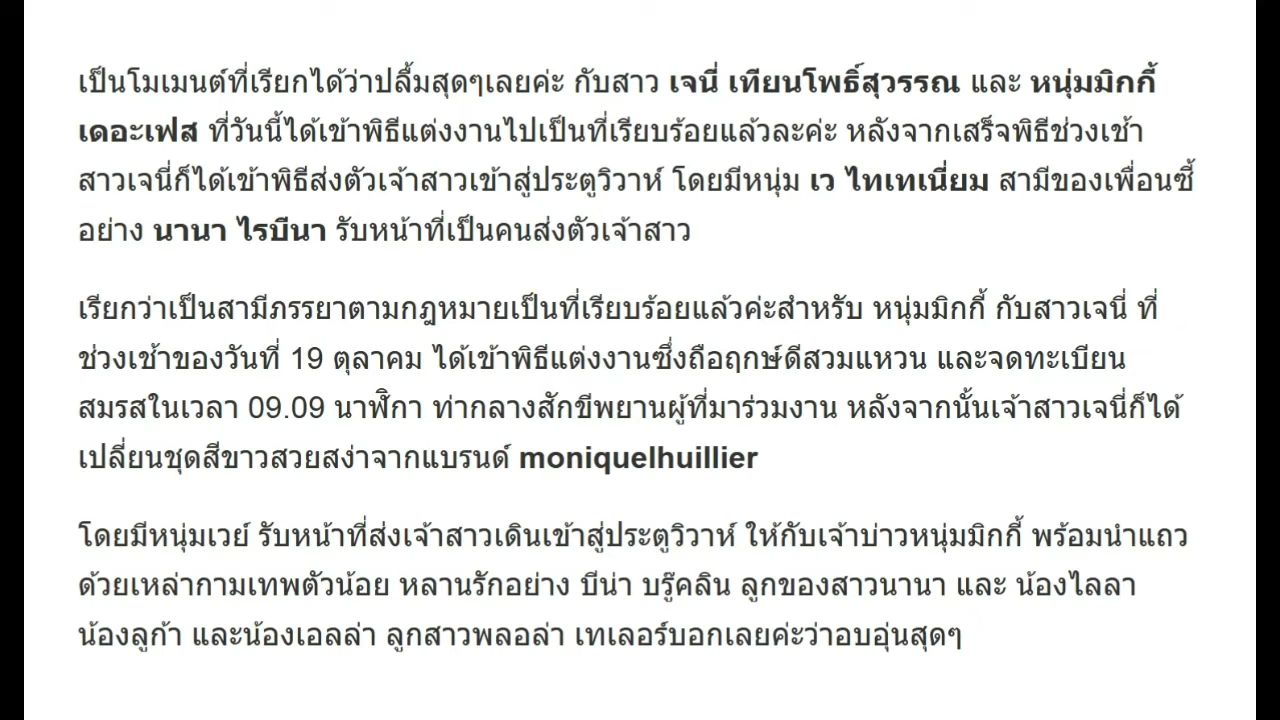 เป็นโมเมนต์ที่เรียกได้ว่าปลื้มสุดๆเลยค่ะ กับสาว เจนี่ เทียนโพธิ์สุวรรณ และ หนุ่มมิกกี้
เดอะเฟส ที่วันนี้ได้เข้าพิธีแต่งงานไปเป็นที่เรียบร้อยแล้วละค่ะ หลังจากเสร็จพิธีช่วงเช้า
สาวเจนี่ก็ได้เข้าพิธีส่งตัวเจ้าสาวเข้าสู่ประตูวิวาห์ โดยมีหนุ่ม เว ไทเทเนี่ยม สามีของเพื่อนซี้
อย่าง นานา ไรบีนา รับหน้าที่เป็นคนส่งตัวเจ้าสาว
เรียกว่าเป็นสามีภรรยาตามกฎหมายเป็นที่เรียบร้อยแล้วค่ะสำหรับ หนุ่มมิกกี้ กับสาวเจนี่ ที่
ช่วงเช้าของวันที่ 19 ตุลาคม ได้เข้าพิธีแต่งงานซึ่งถือฤกษ์ดีสวมแหวน และจดทะเบียน
สมรสในเวลา 09.09 นาฬิกา ท่ากลางสักขีพยานผู้ที่มาร่วมงาน หลังจากนั้นเจ้าสาวเจนี่ก็ได้
เปลี่ยนชุดสีขาวสวยสง่าจากแบรนด์ moniquelhuillier
โดยมีหนุ่มเวย์ รับหน้าที่ส่งเจ้าสาวเดินเข้าสู่ประตูวิวาห์ ให้กับเจ้าบ่าวหนุ่มมิกกี้ พร้อมนำแถว
ด้วยเหล่ากามเทพตัวน้อย หลานรักอย่าง บีน่า บรู๊คลิน ลูกของสาวนานา และ น้องไลลา
น้องลูก้า และน้องเอลล่า ลูกสาวพลอล่า เทเลอร์บอกเลยค่ะว่าอบอุ่นสุดๆ